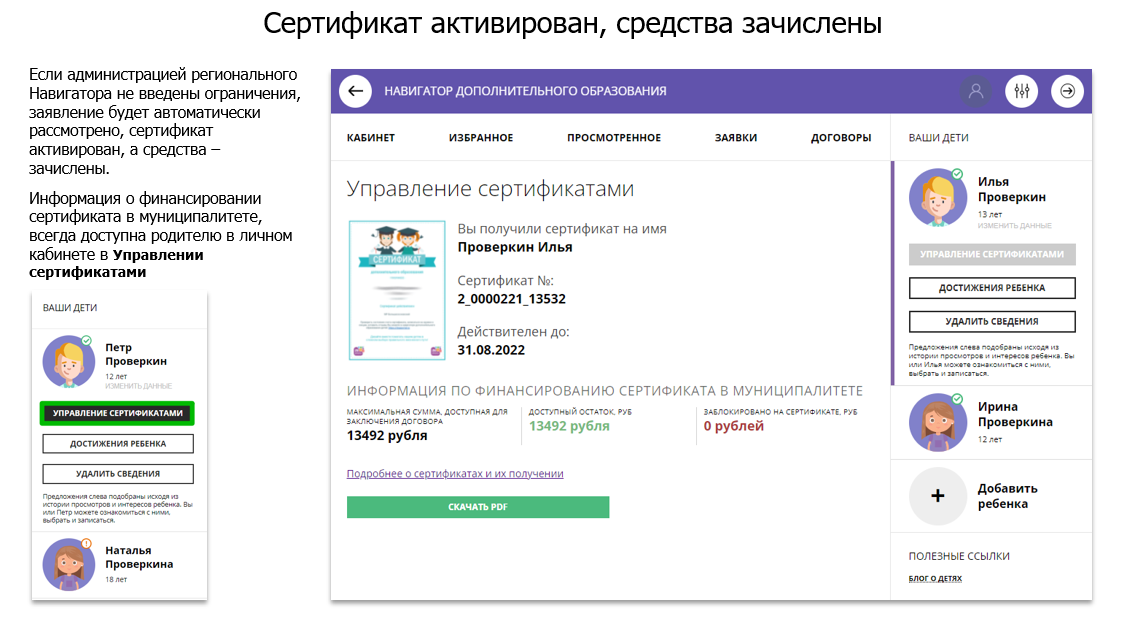 Сертификат активирован, средства зачислены
Если администрацией регионального
Навигатора не введены ограничения,
заявление будет автоматически
рассмотрено, сертификат
активирован, а средства –
зачислены.
Информация о финансировании
сертификата в муниципалитете,
всегда доступна родителю в личном
кабинете в Управлении
сертификатами
ВАШИ ДЕТИ
Петр
Проверкин
12 лет
ИЗМЕНИТЬ ДАННЫЕ
УПРАВЛЕНИЕ СЕРТИФИКАТАМИ
ДОСТИЖЕНИЯ РЕБЕНКА
УДАЛИТЬ СВЕДЕНИЯ
Предложения слева подобраны исходя из
истории просмотров и интересов ребенка. Вы
или Петр можете ознакомиться с ними,
выбрать и записаться.
Наталья
Проверкина
18 лет
НАВИГАТОР ДОПОЛНИТЕЛЬНОГО ОБРАЗОВАНИЯ
КАБИНЕТ ИЗБРАННОЕ ПРОСМОТРЕННОЕ ЗАЯВКИ ДОГОВОРЫ
Управление сертификатами
СЕРТИФИКАТ
Вы получили сертификат на имя
Проверкин Илья
Сертификат №:
2_0000221_13532
Действителен до:
31.08.2022
ИНФОРМАЦИЯ ПО ФИНАНСИРОВАНИЮ СЕРТИФИКАТА В МУНИЦИПАЛИТЕТЕ
МАКСИМАЛЬНАЯ СУММА, ДОСТУПНАЯ ДЛЯ
ЗАКЛЮЧЕНИЯ ДОГОВОРА
13492 рубля
ДОСТУПНЫЙ ОСТАТОК, РУБ
13492 рубля
ЗАБЛОКИРОВАНО НА СЕРТИФИКАТЕ, РУБ
0 рублей
Подробнее о сертификатах и их получении
СКАЧАТЬ PDF
ВАШИ ДЕТИ
Илья
Проверкин
13 лет
ИЗМЕНИТЬ ДАННЫЕ
УПРАВЛЕНИЕ СЕРТИФИКАТАМИ
ДОСТИЖЕНИЯ РЕБЕНКА
УДАЛИТЬ СВЕДЕНИЯ
Предложения слева подобраны исходя из
истории просмотров и интересов ребенка. Вы
или Илья можете ознакомиться с ними,
выбрать и записаться.
Ирина
Проверкина
12 лет
Добавить
ребенка
ПОЛЕЗНЫЕ ССЫЛКИ
БЛОГ О ДЕТЯХ